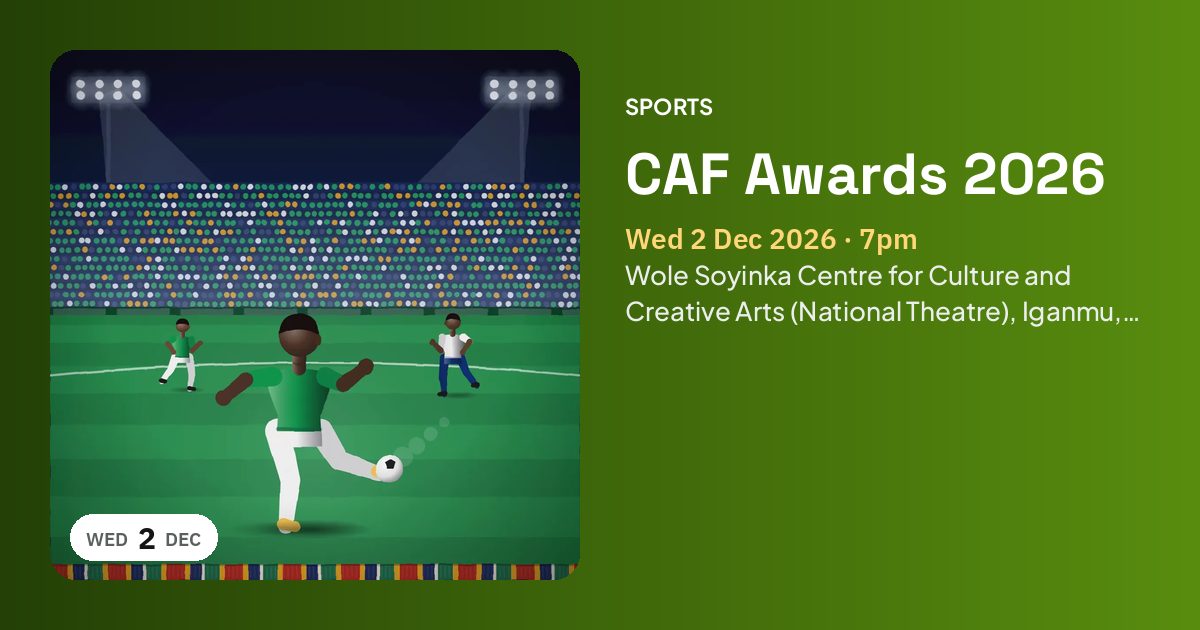 SPORTS
CAF Awards 2026
Wed 2 Dec 2026 · 7pm
Wole Soyinka Centre for Culture and
Creative Arts (National Theatre), Iganmu,...
WED 2 DEC